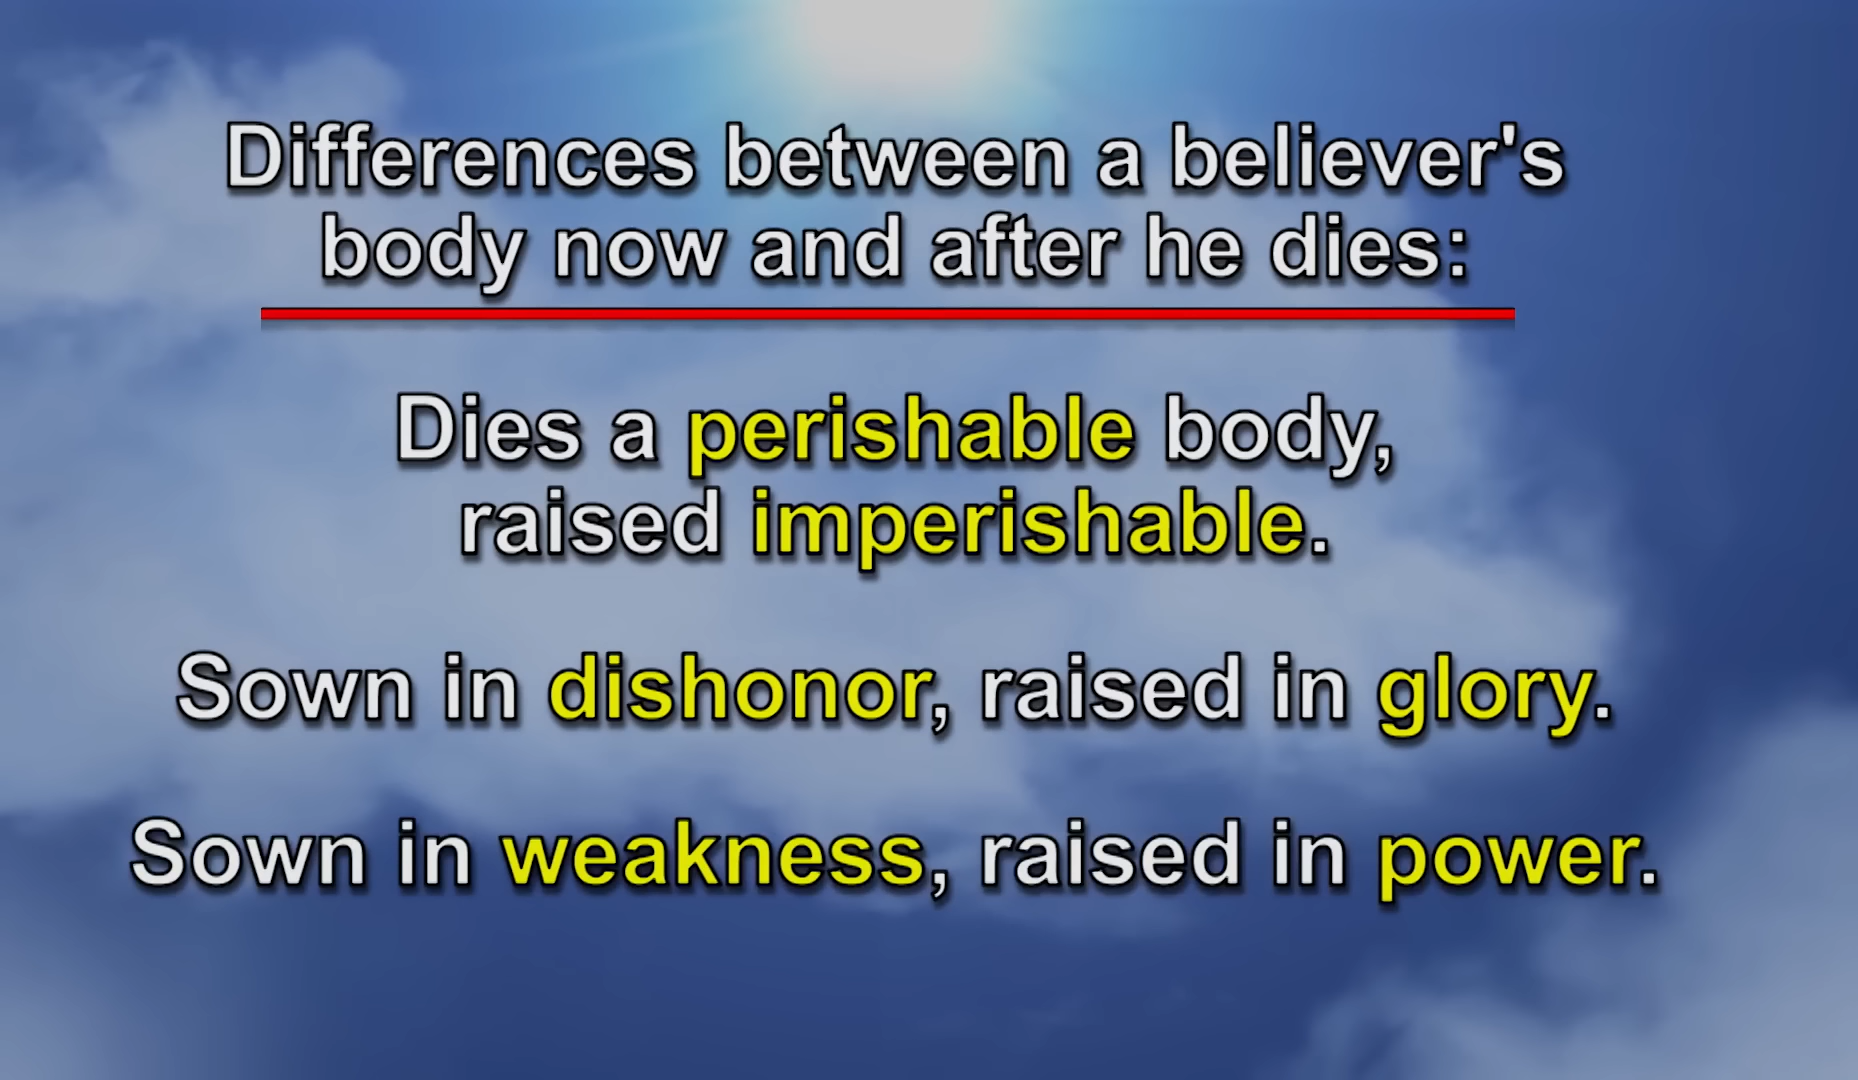 Differences between a believer's
body now and after he dies:
Dies a perishable body,
raised imperishable.
Sown in dishonor, raised in glory.
Sown in weakness, raised in power.